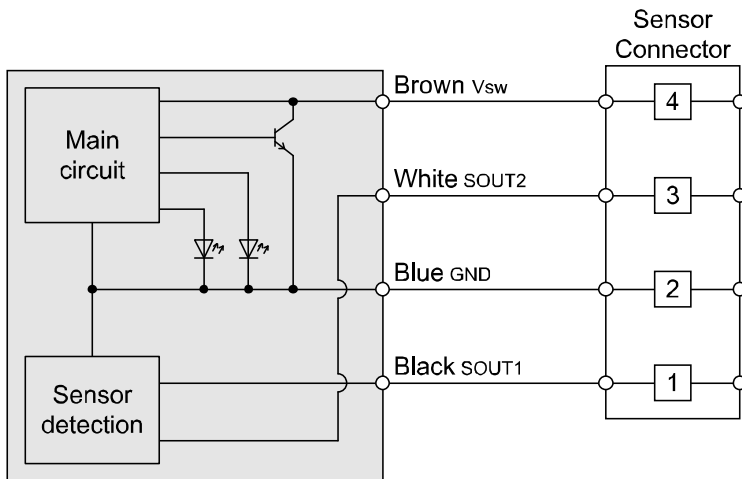 Sensor
Connector
Main
circuit
Brown Vsw
4
White SOUT2
3
Blue GND
2
Sensor
detection
Black SOUT1
1